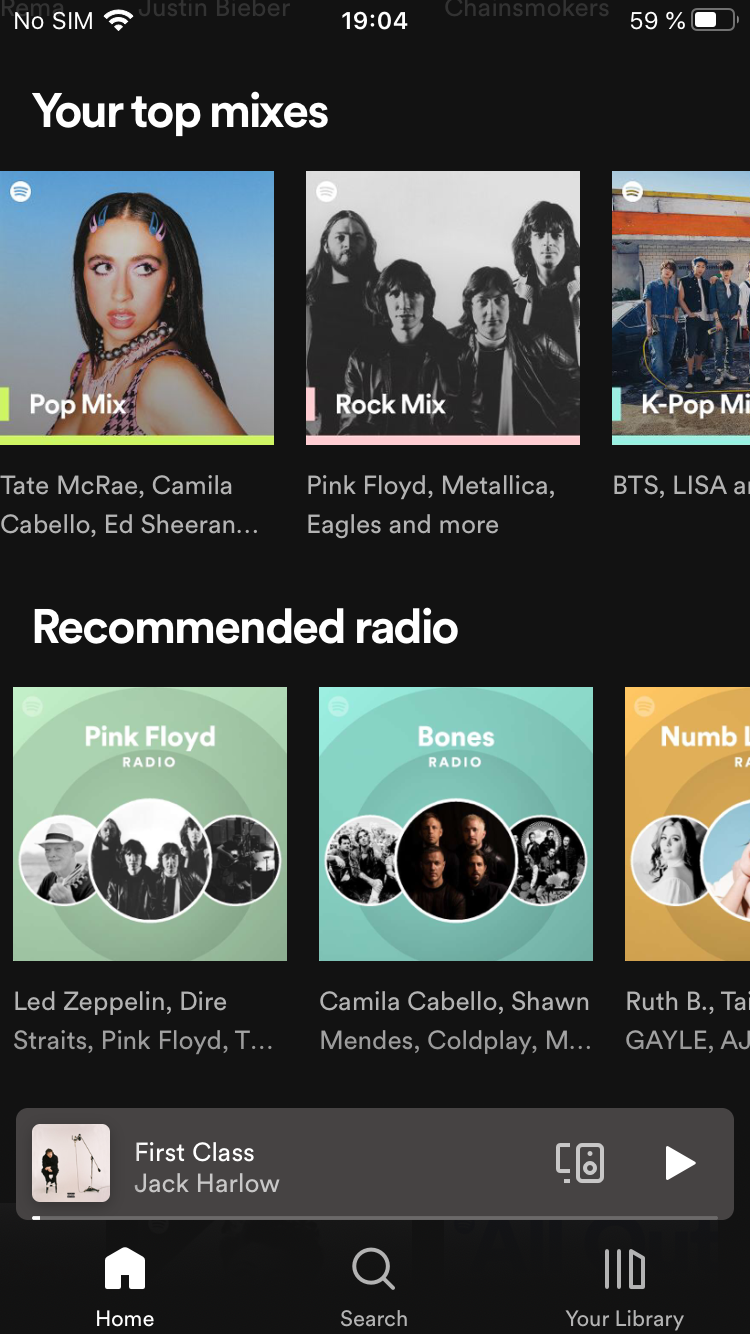 Rema
Justin Bieber
Chainsmokers
No SIM
19:04
59 %
Your top mixes
Pop Mix
Rock Mix
K-Pop Mi
Tate McRae, Camila
Cabello, Ed Sheeran...
Pink Floyd, Metallica,
Eagles and more
BTS, LISA a
Recommended radio
Pink Floyd
RADIO
Bones
RADIO
Numb L
RA
Led Zeppelin, Dire
Straits, Pink Floyd, T...
Camila Cabello, Shawn
Mendes, Coldplay, M...
Ruth B., Tai
GAYLE, AJ
First Class
Jack Harlow
Home
Search
Your Library